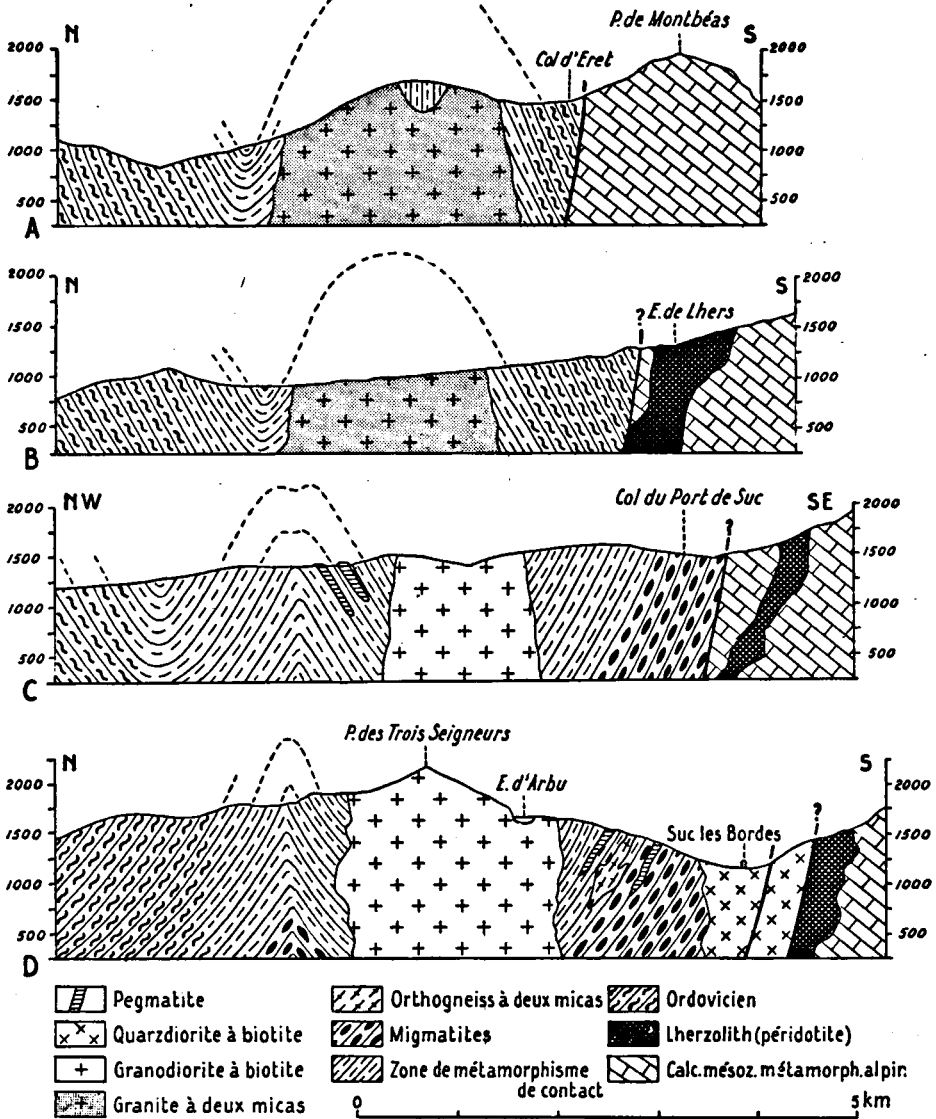 N
P. de Montbéas
S
Col d'Eret
2000
1500
1000
500
2000
1500
1000
500
A
N
S
E. de Lhers
?
2000
1500
1000
500
2000
1500
1000
500
B
NW
Col du Port de Suc
SE
?
2000
1500
1000
500
2000
1500
1000
500
C
N
P. des Trois Seigneurs
S
E. d'Arbu
Suc les Bordes
?
2000
1500
1000
500
2000
1500
1000
500
D
Pegmatite
Orthogneiss à deux micas
Ordovicien
Quarzdiorite à biotite
Migmatites
Lherzolith (péridotite)
Granodiorite à biotite
Zone de métamorphisme
de contact
Calc. mésoz. métamorph. alpin.
Granite à deux micas
0
5 km